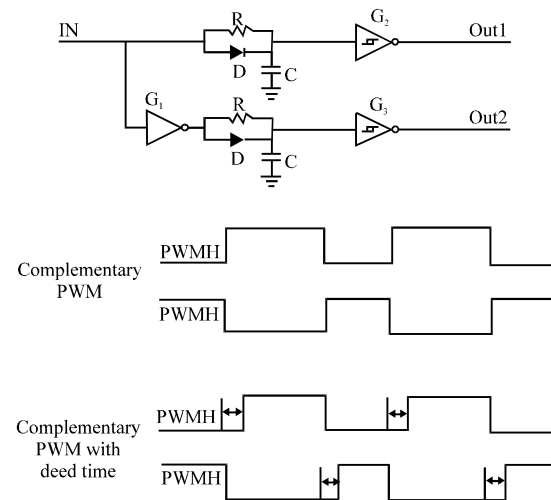 IN
R
D
C
G2
Out1
G1
R
D
C
G3
Out2
Complementary
PWM
PWMH
PWMH
Complementary
PWM with
deed time
PWMH
PWMH